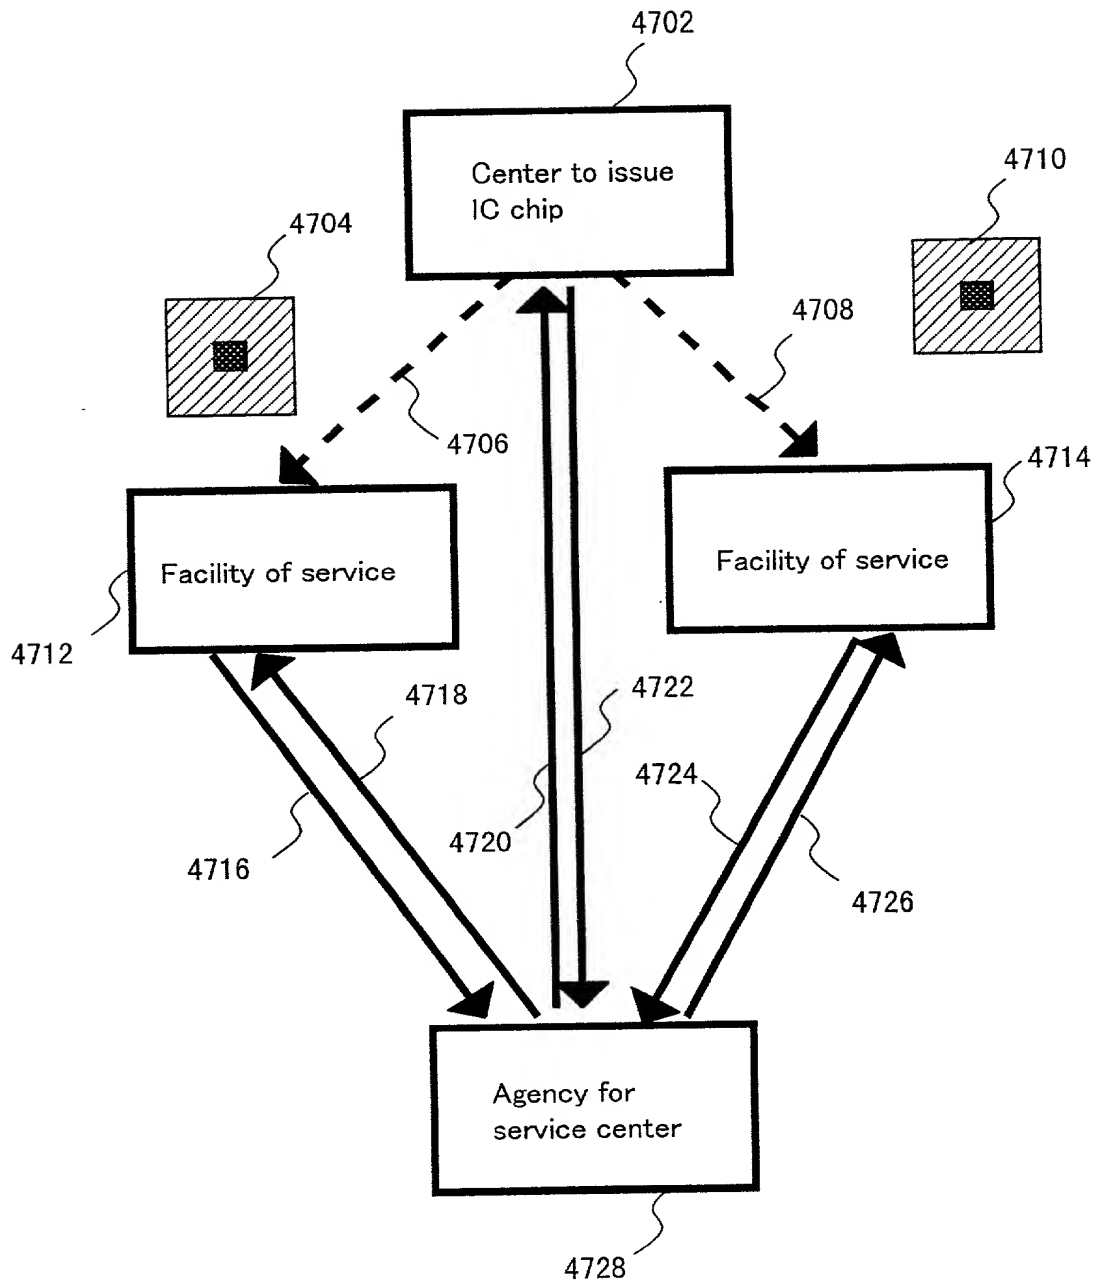 4702
Center to issue
IC chip
4710
4704
4708
4706
4714
Facility of service
Facility of service
4712
4718
4722
4724
4720
4716
4726
Agency for
service center
4728